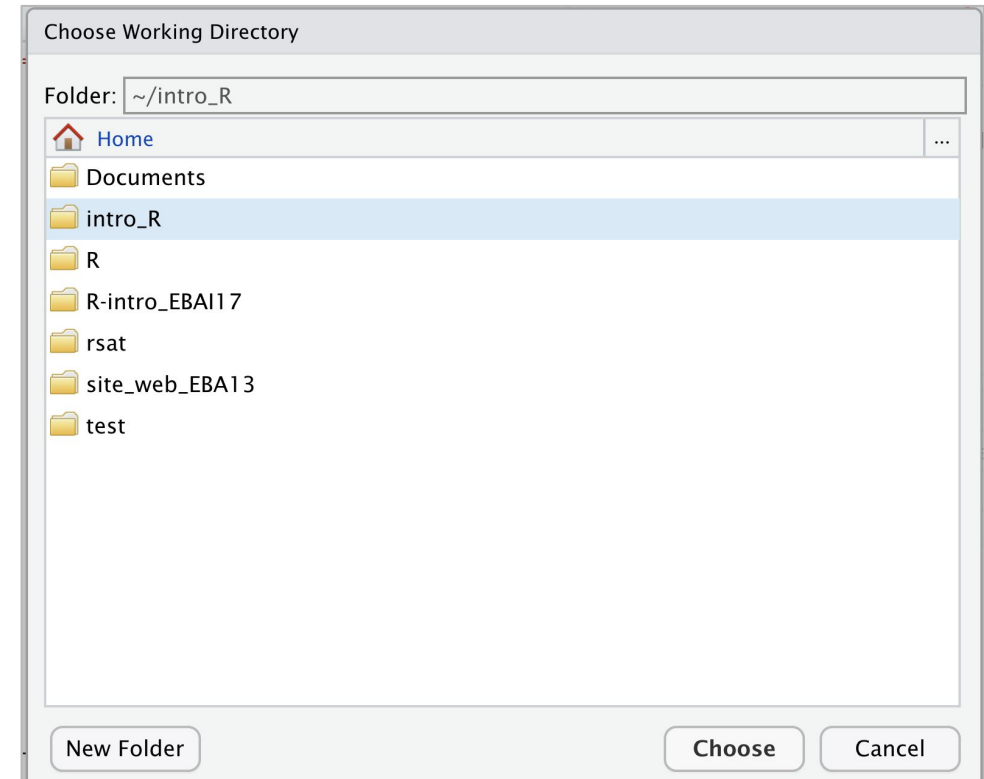 Choose Working Directory
Folder: ~/intro_R
Home ...
Documents
intro_R
R
R-intro_EBAI17
rsat
site_web_EBA13
test
New Folder Choose Cancel